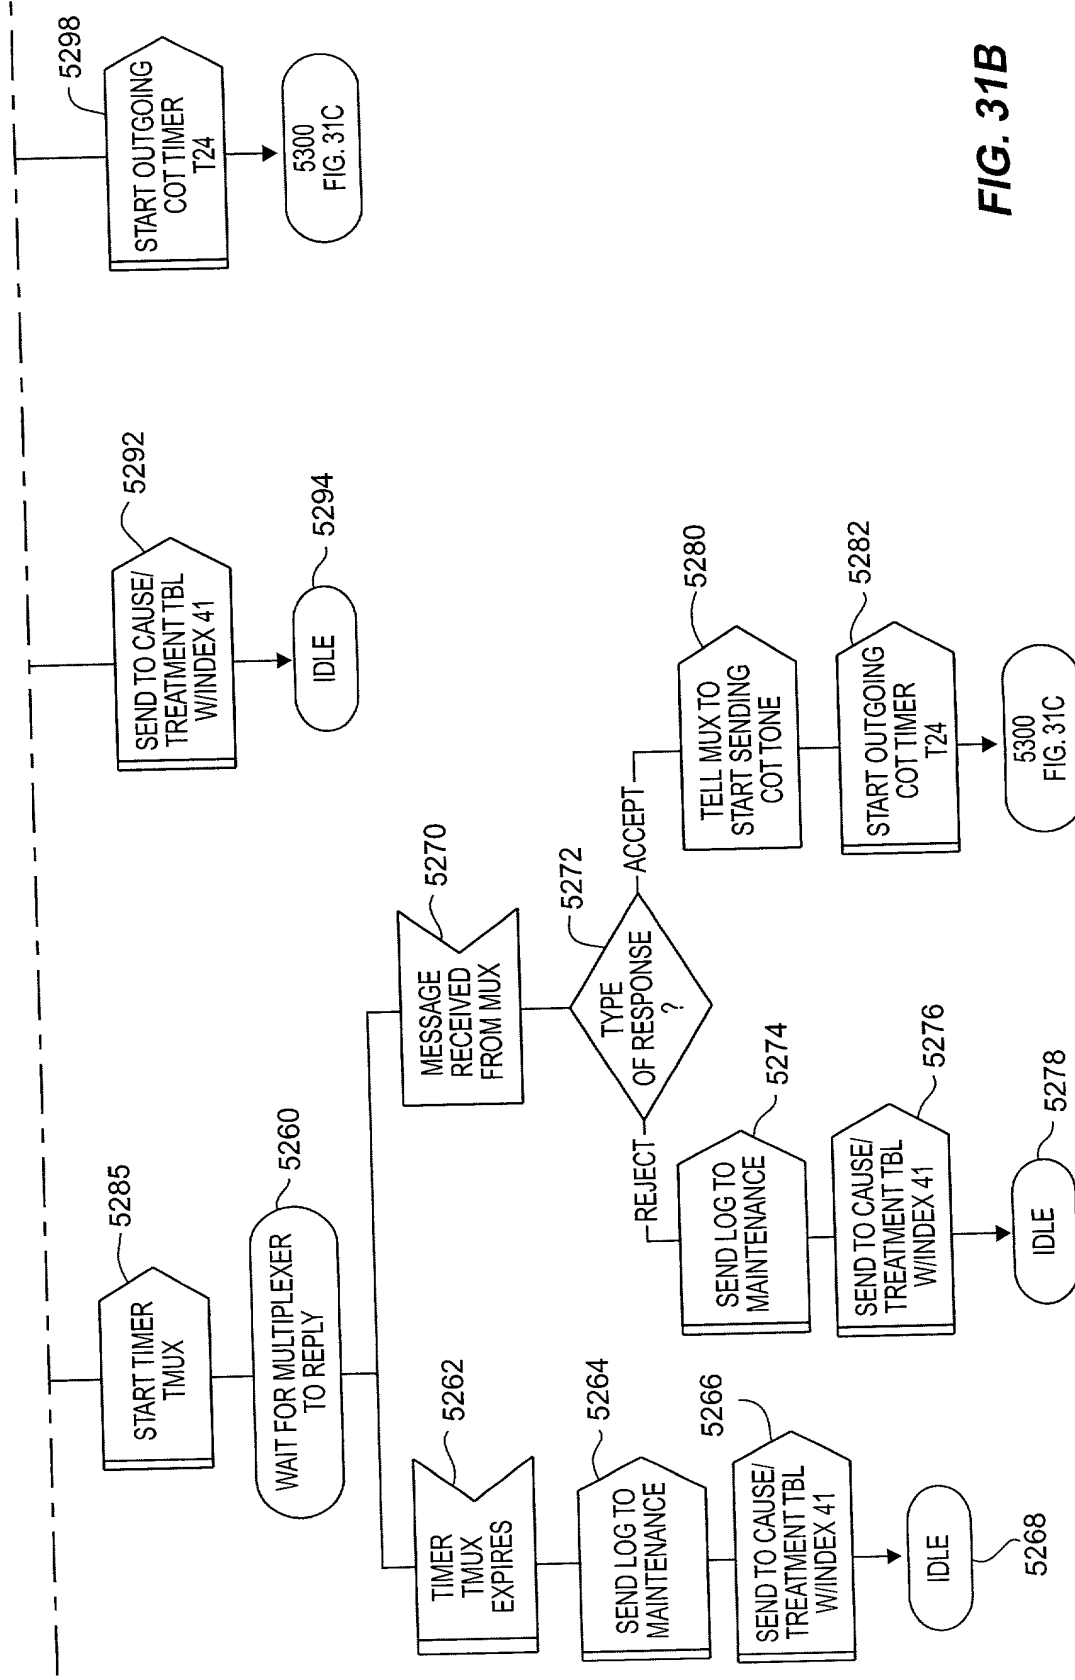 5285
START TIMER
TMUX
5260
WAIT FOR MULTIPLEXER
TO REPLY
5262
TIMER
TMUX
EXPIRES
5264
SEND LOG TO
MAINTENANCE
5266
SEND TO CAUSE/
TREATMENT TBL
W/INDEX 41
IDLE
5268
5270
MESSAGE
RECEIVED
FROM MUX
5272
TYPE
OF RESPONSE
?
REJECT
ACCEPT
5274
SEND LOG TO
MAINTENANCE
5276
SEND TO CAUSE/
TREATMENT TBL
W/INDEX 41
5278
IDLE
5280
TELL MUX TO
START SENDING
COT TONE
5282
START OUTGOING
COT TIMER
T24
5300
FIG. 31C
5292
SEND TO CAUSE/
TREATMENT TBL
W/INDEX 41
5294
IDLE
5298
START OUTGOING
COT TIMER
T24
5300
FIG. 31C
FIG. 31B